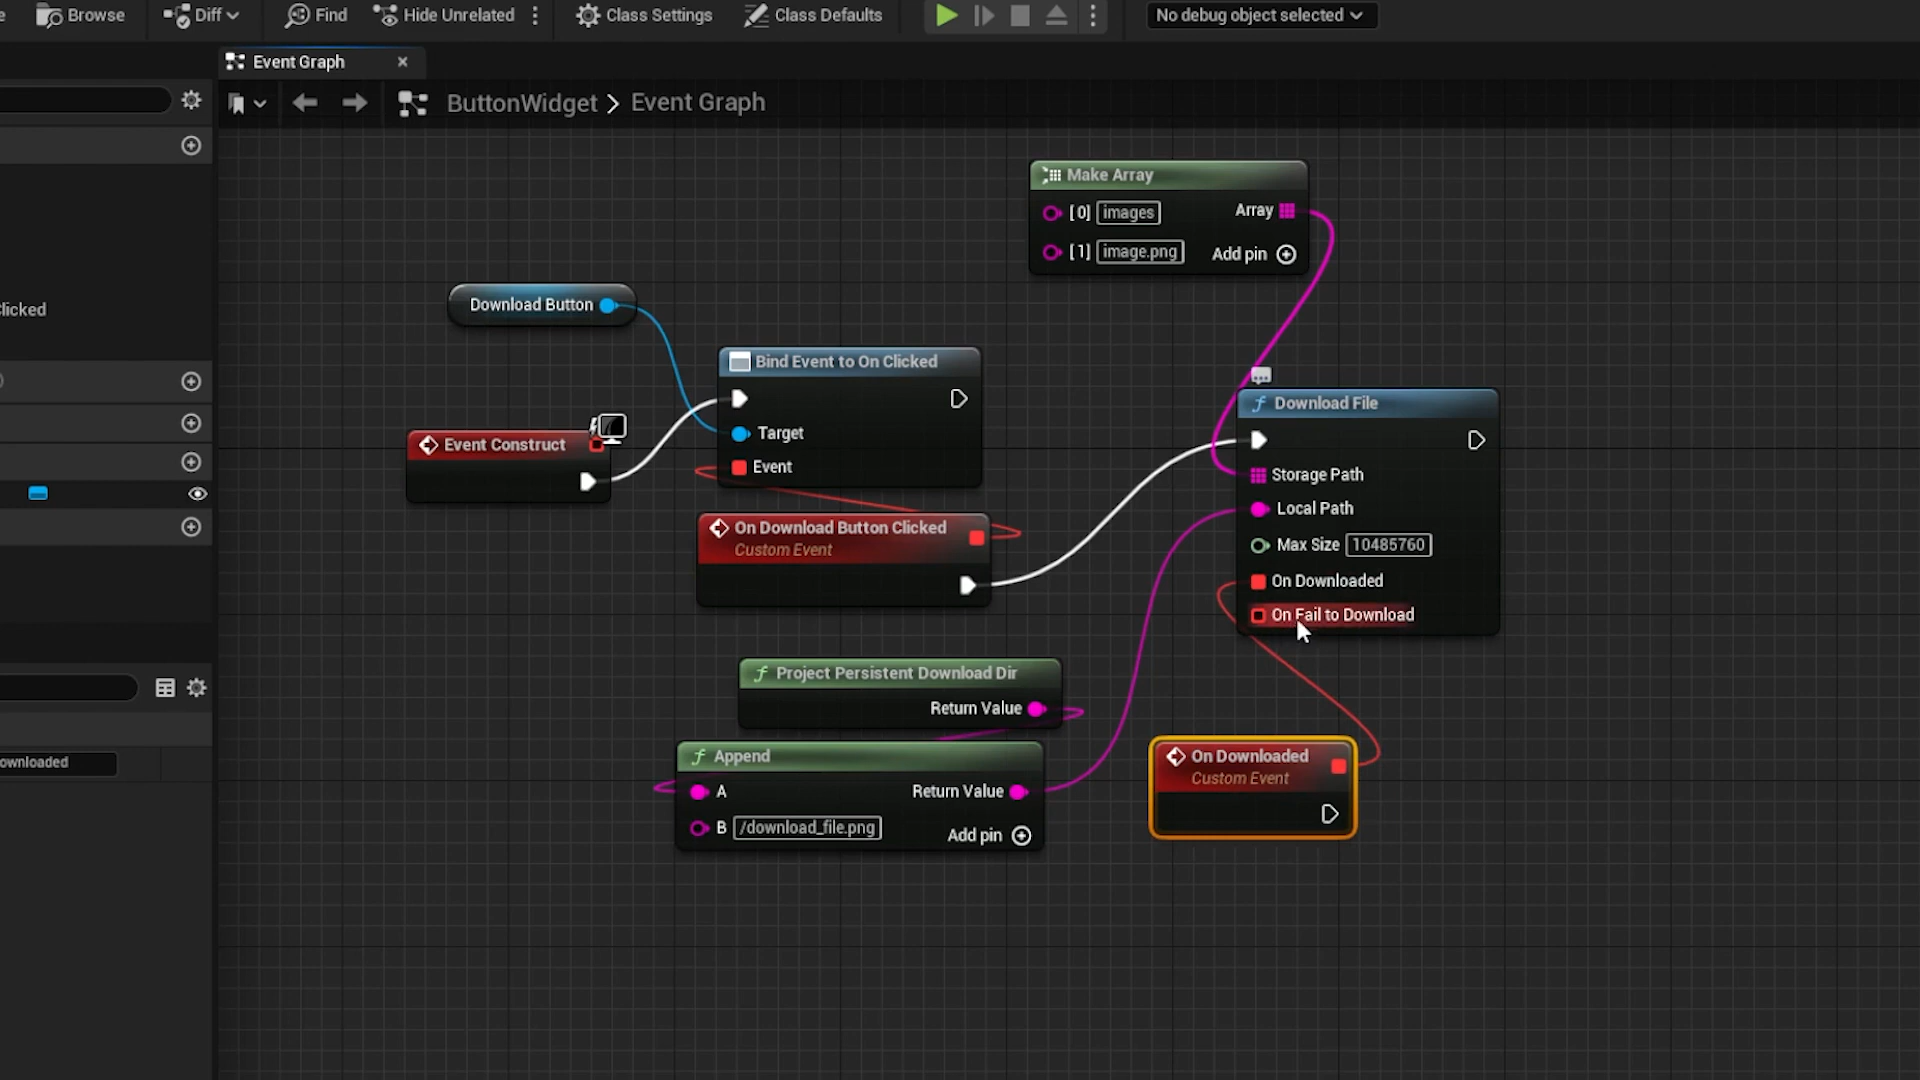 Browse
Diff
Find
Hide Unrelated
Class Settings
Class Defaults
No debug object selected
Event Graph
ButtonWidget > Event Graph
Make Array
[0] images
Array
[1] image.png
Add pin
Download Button
Bind Event to On Clicked
Target
Event
Event Construct
On Download Button Clicked
Custom Event
Download File
Storage Path
Local Path
Max Size 10485760
On Downloaded
On Fail to Download
Project Persistent Download Dir
Return Value
Append
A
Return Value
B /download_file.png
Add pin
On Downloaded
Custom Event
licked
ownloaded